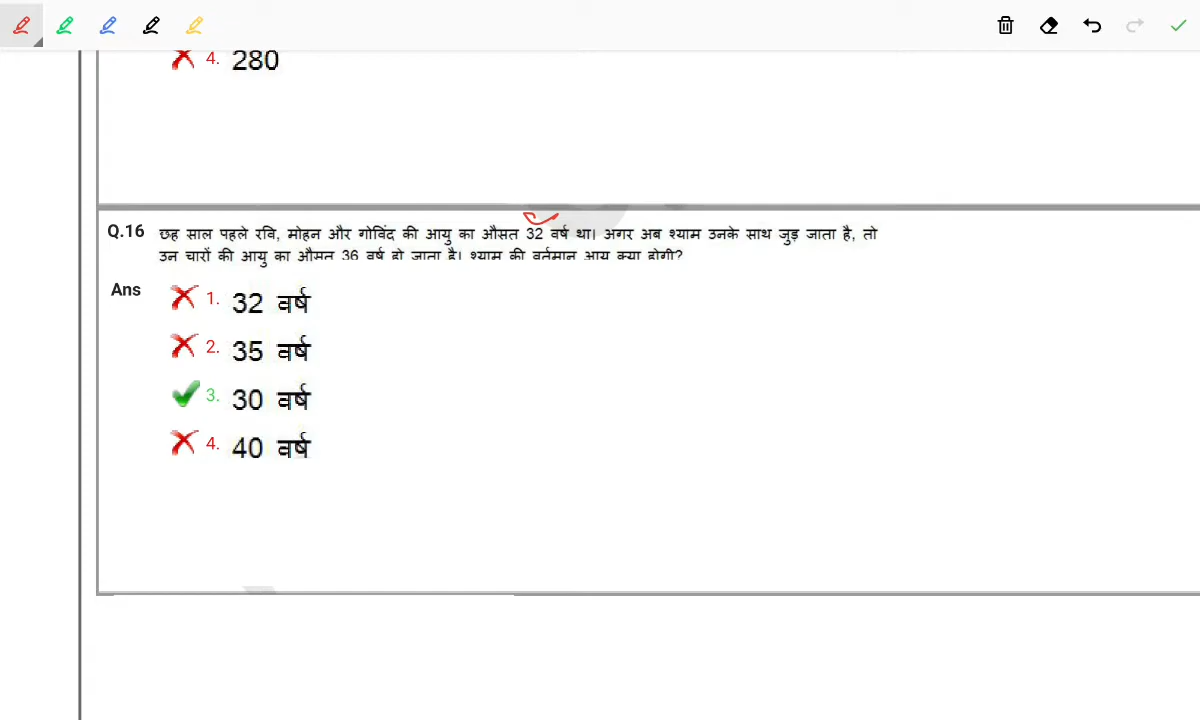 4. 280
Q.16 छह साल पहले रवि, मोहन और गोविंद की आयु का औसत 32 वर्ष था। अगर अब श्याम उनके साथ जुड़ जाता है, तो
उन चारों की आयु का औसत 36 वर्ष हो जाता है। श्याम की वर्तमान आयु क्या होगी?
Ans
1. 32 वर्ष
2. 35 वर्ष
3. 30 वर्ष
4. 40 वर्ष